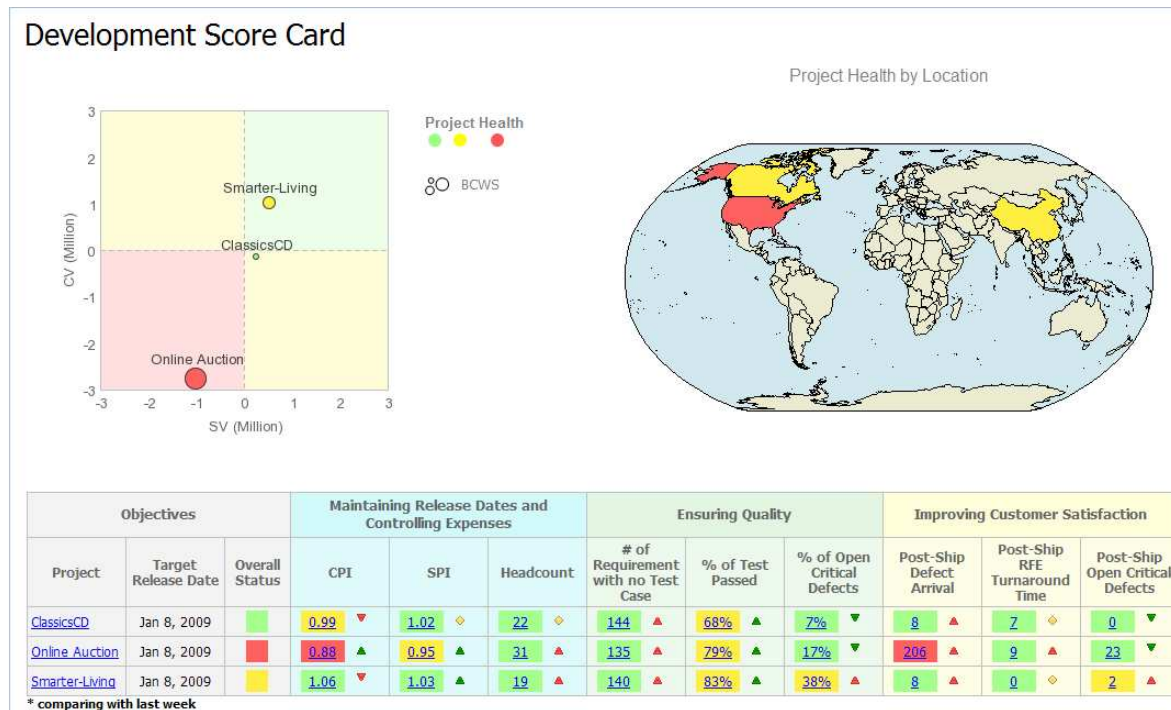 Development Score Card
Project Health by Location
3
2
1
0
-1
-2
-3
CV (Million)
Smarter-Living
ClassicsCD
Online Auction
-3 -2 -1 0 1 2 3
SV (Million)
Project Health
BCWS
Objectives
Maintaining Release Dates and
Controlling Expenses
Ensuring Quality
Improving Customer Satisfaction
Project
Target
Release Date
Overall
Status
CPI
SPI
Headcount
# of
Requirement
with no Test
Case
% of Test
Passed
% of Open
Critical
Defects
Post-Ship
Defect
Arrival
Post-Ship
RFE
Turnaround
Time
Post-Ship
Open Critical
Defects
ClassicsCD Jan 8, 2009 0.99 1.02 22 144 68% 7% 8 7 0
Online Auction Jan 8, 2009 0.88 0.95 31 135 79% 17% 206 9 23
Smarter-Living Jan 8, 2009 1.06 1.03 19 140 83% 38% 8 0 2
* comparing with last week